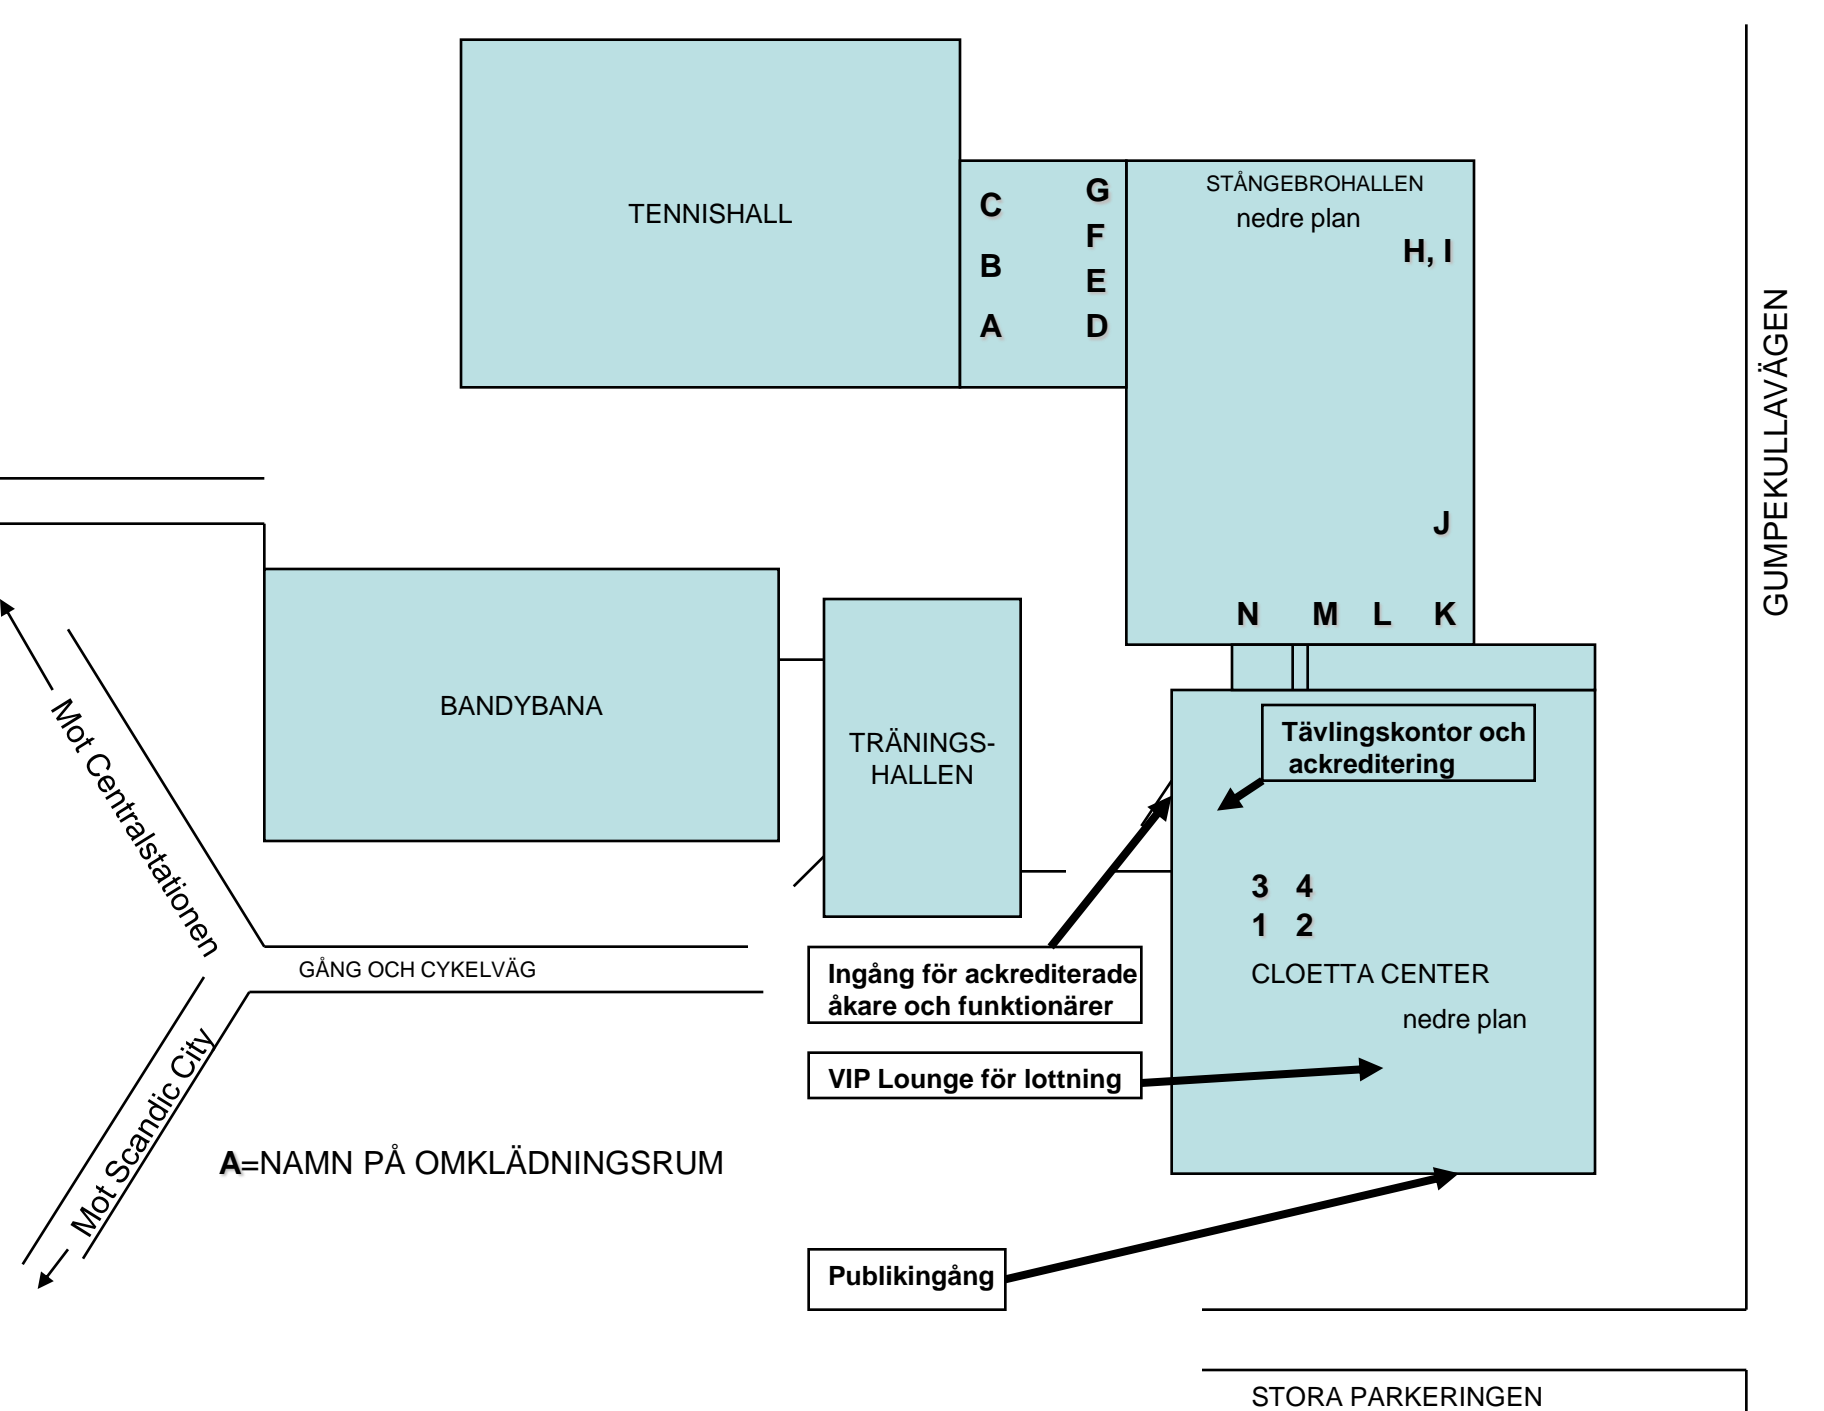 TENNISHALL
C
B
A
G
F
E
D
STÅNGEBROHALLEN
nedre plan
H, I
J
N M L K
GUMPEKULLAVÄGEN
BANDYBANA
TRÄNINGS-
HALLEN
Tävlingskontor och
ackreditering
3 4
1 2
CLOETTA CENTER
nedre plan
Mot Centralstationen
GÅNG OCH CYKELVÄG
Mot Scandic City
Ingång för ackrediterade
åkare och funktionärer
VIP Lounge för lottning
A=NAMN PÅ OMKLÄDNINGSRUM
Publikingång
STORA PARKERINGEN